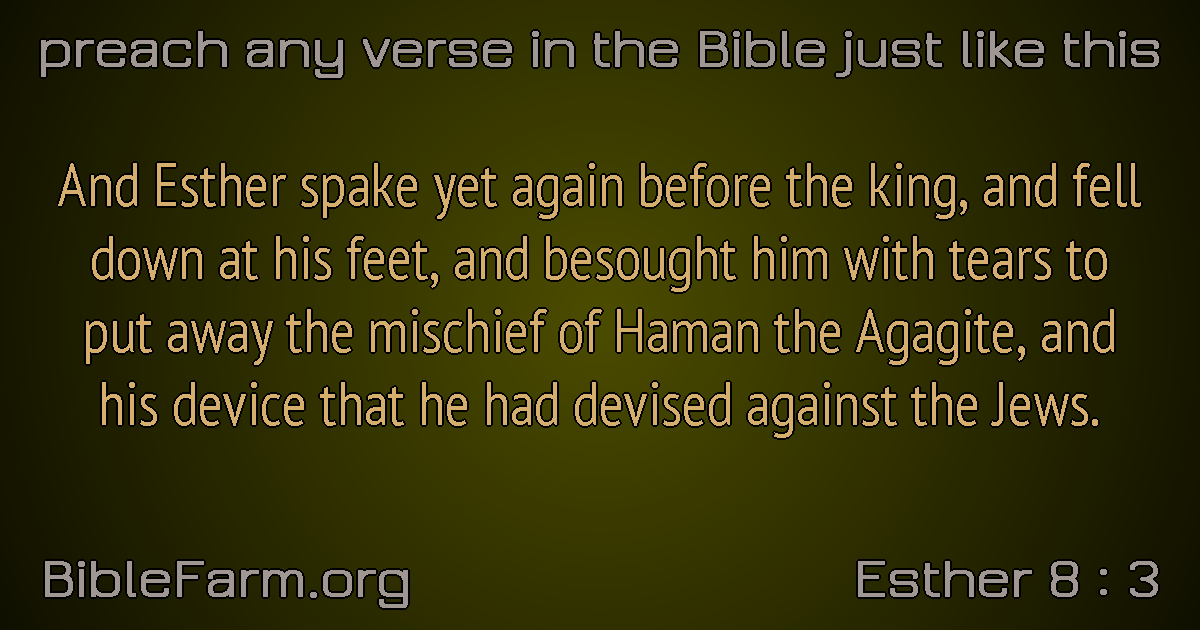 preach any verse in the Bible just like this
And Esther spake yet again before the king, and fell
down at his feet, and besought him with tears to
put away the mischief of Haman the Agagite, and
his device that he had devised against the Jews.
BibleFarm.org
Esther 8 : 3